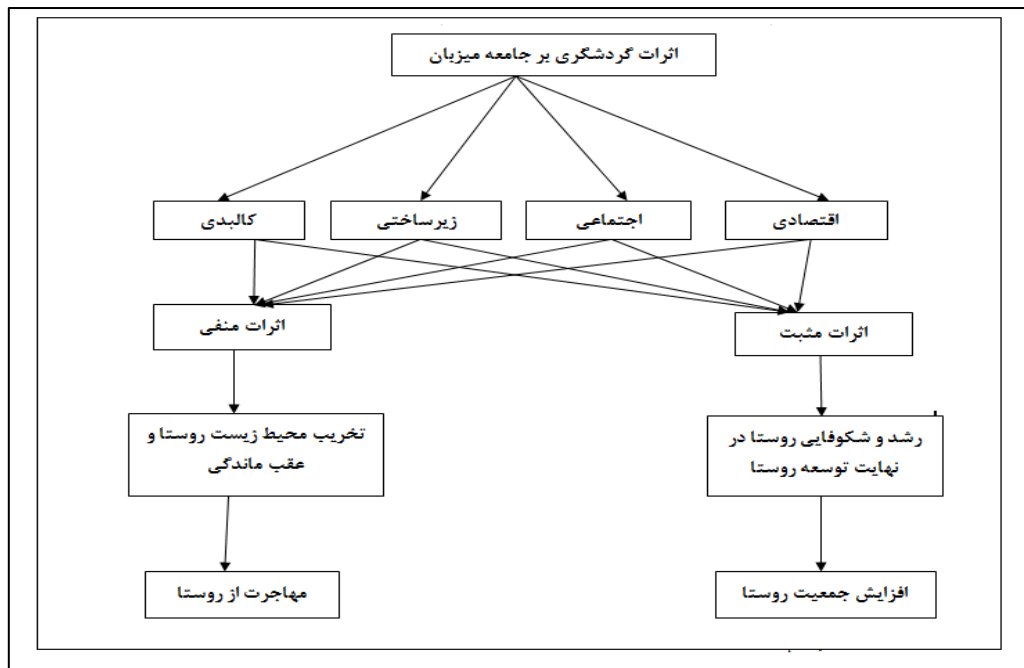 اثرات گردشگری بر جامعه میزبان
اقتصادی
اجتماعی
زیرساختی
کالبدی
اثرات مثبت
اثرات منفی
رشد و شکوفایی روستا در
نهایت توسعه روستا
تخریب محیط زیست روستا و
عقب ماندگی
افزایش جمعیت روستا
مهاجرت از روستا